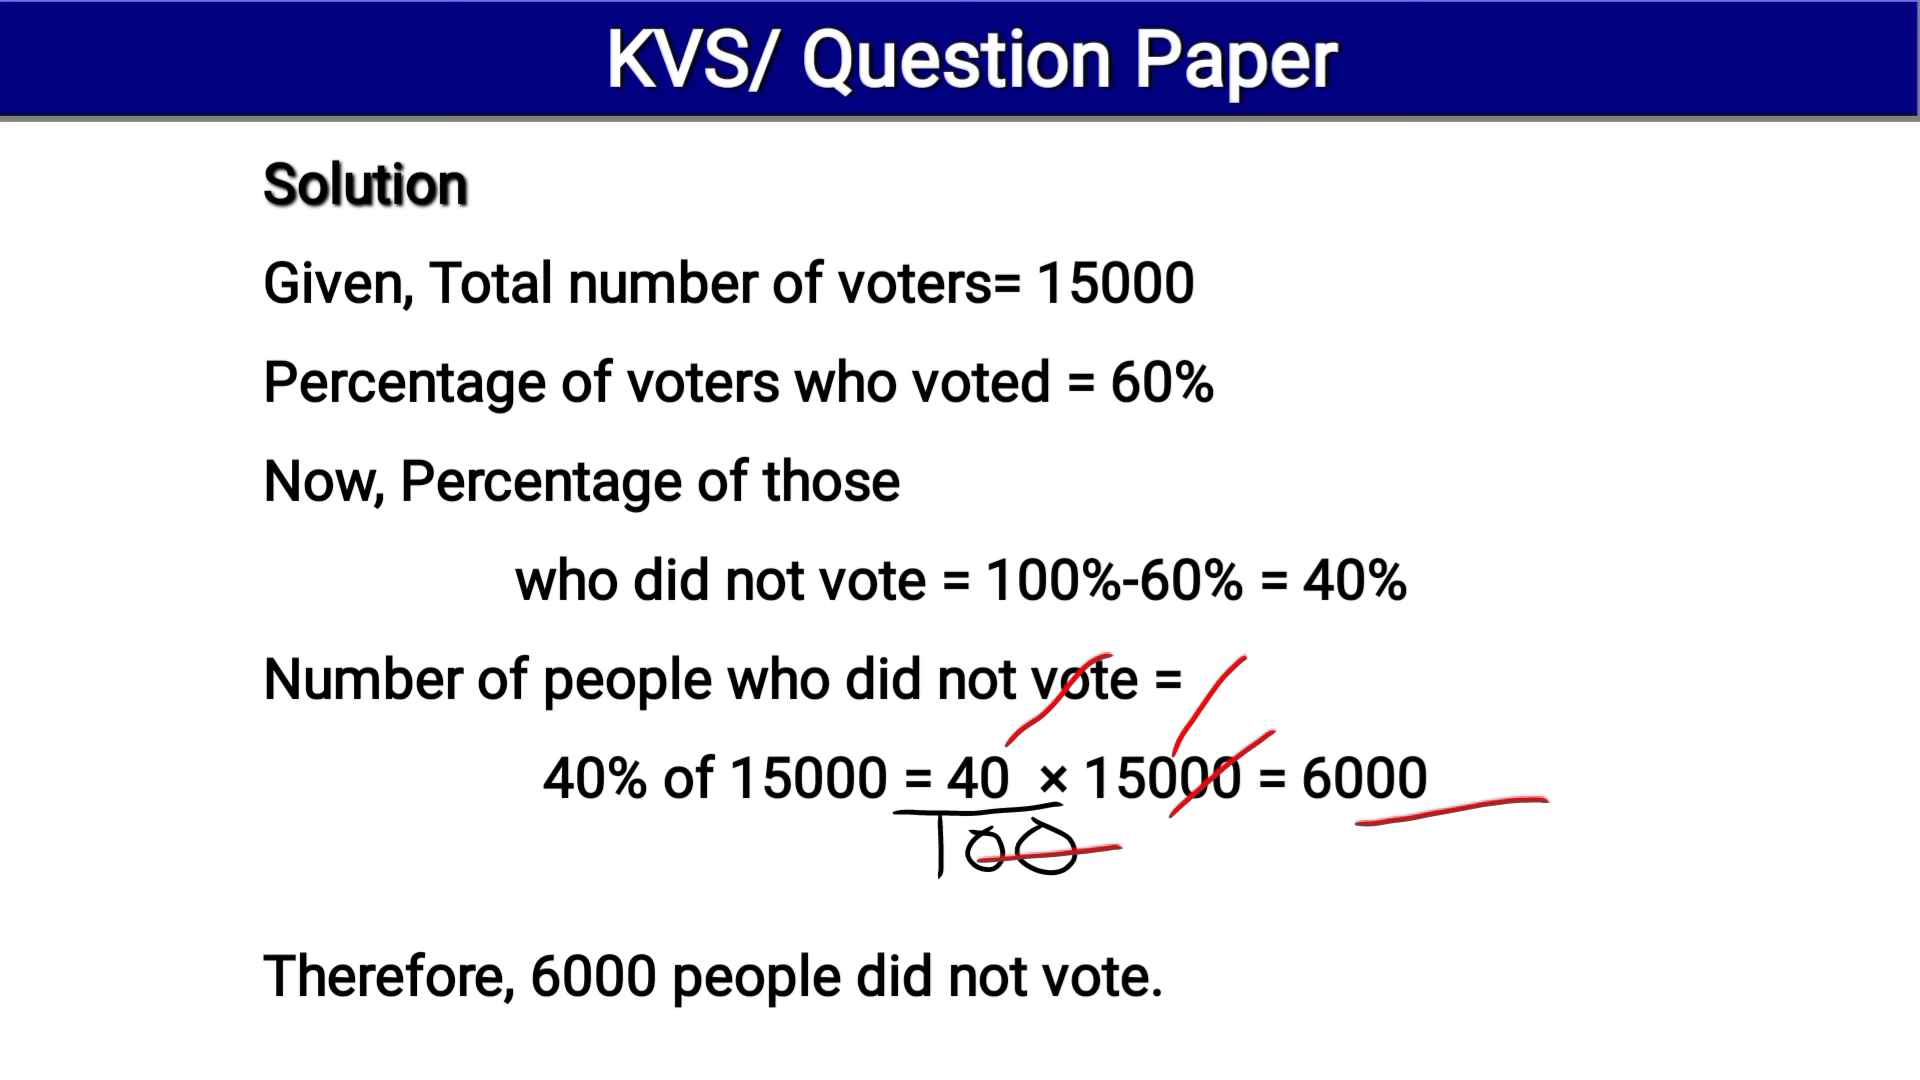 KVS/ Question Paper
Solution
Given, Total number of voters= 15000
Percentage of voters who voted = 60%
Now, Percentage of those
who did not vote = 100%-60% = 40%
Number of people who did not vote =
40% of 15000 = 40 × 15000 = 6000
100
Therefore, 6000 people did not vote.